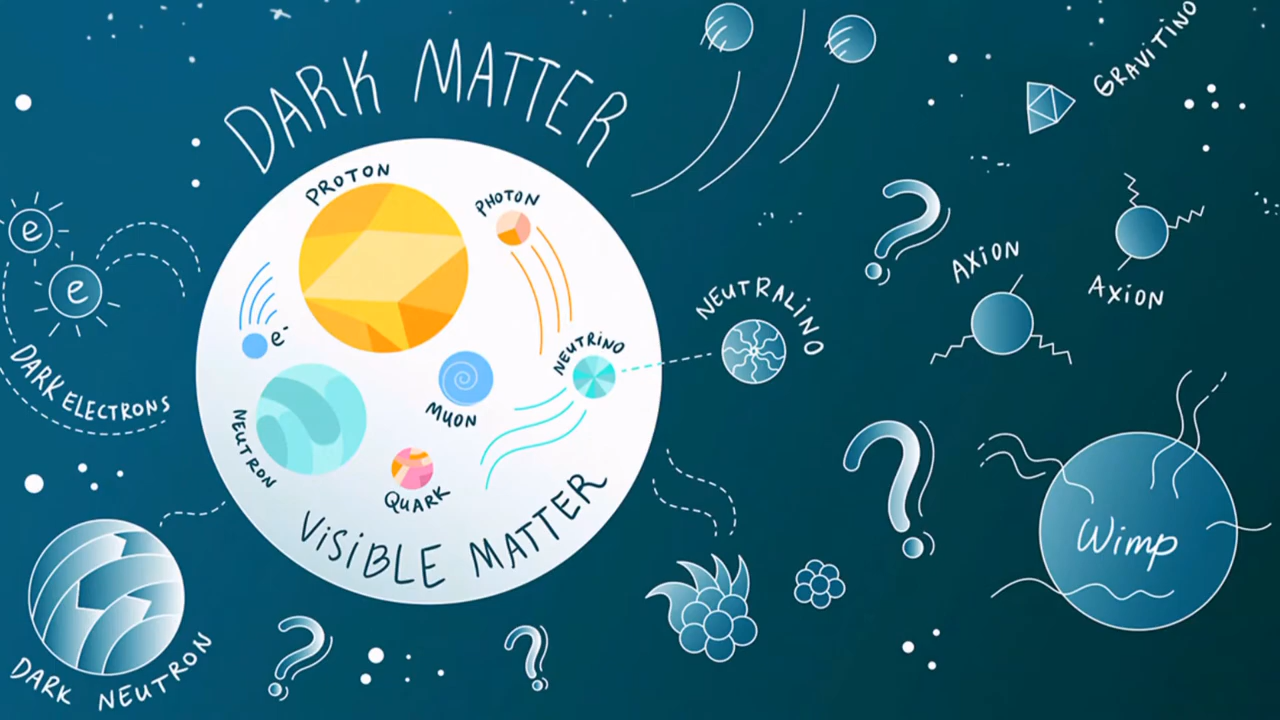 DARK MATTER
GRAVITINO
PROTON
PHOTON
e
e
DARK ELECTRONS
e-
NEUTRINO
MUON
NEUTRON
QUARK
VISIBLE MATTER
NEUTRALINO
AXION
AXION
Wimp
DARK NEUTRON
?
?
?
?